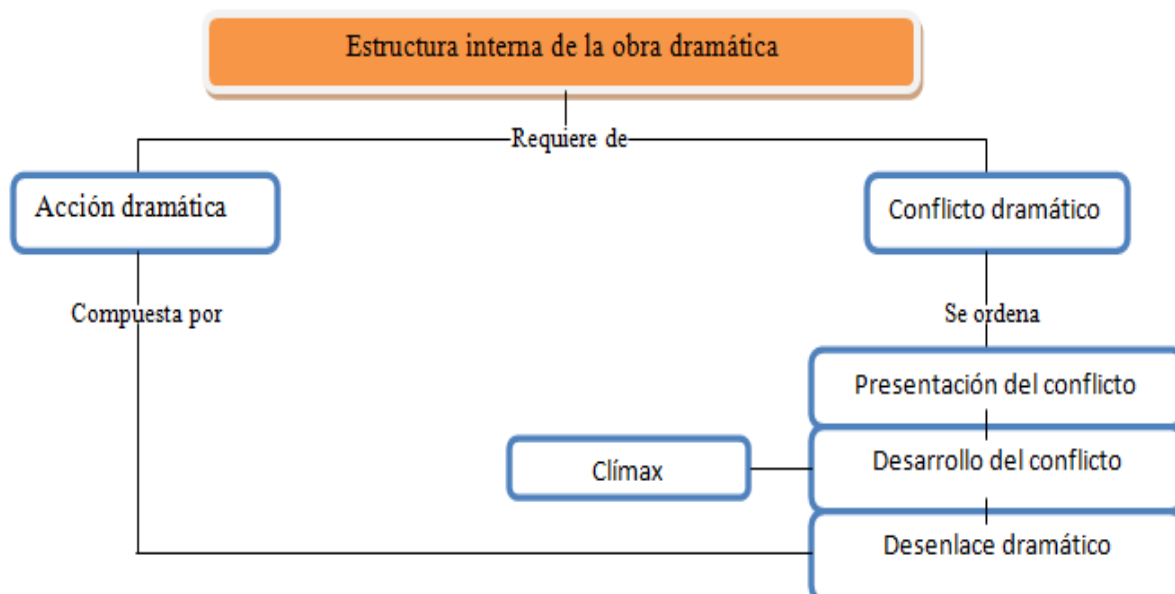 Estructura interna de la obra dramática
Requiere de
Acción dramática
Conflicto dramático
Compuesta por
Se ordena
Presentación del conflicto
Clímax
Desarrollo del conflicto
Desenlace dramático